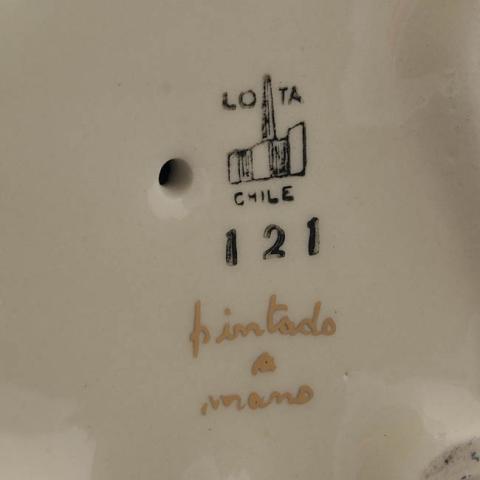 LOTA
CHILE
121
pintado
a
mano